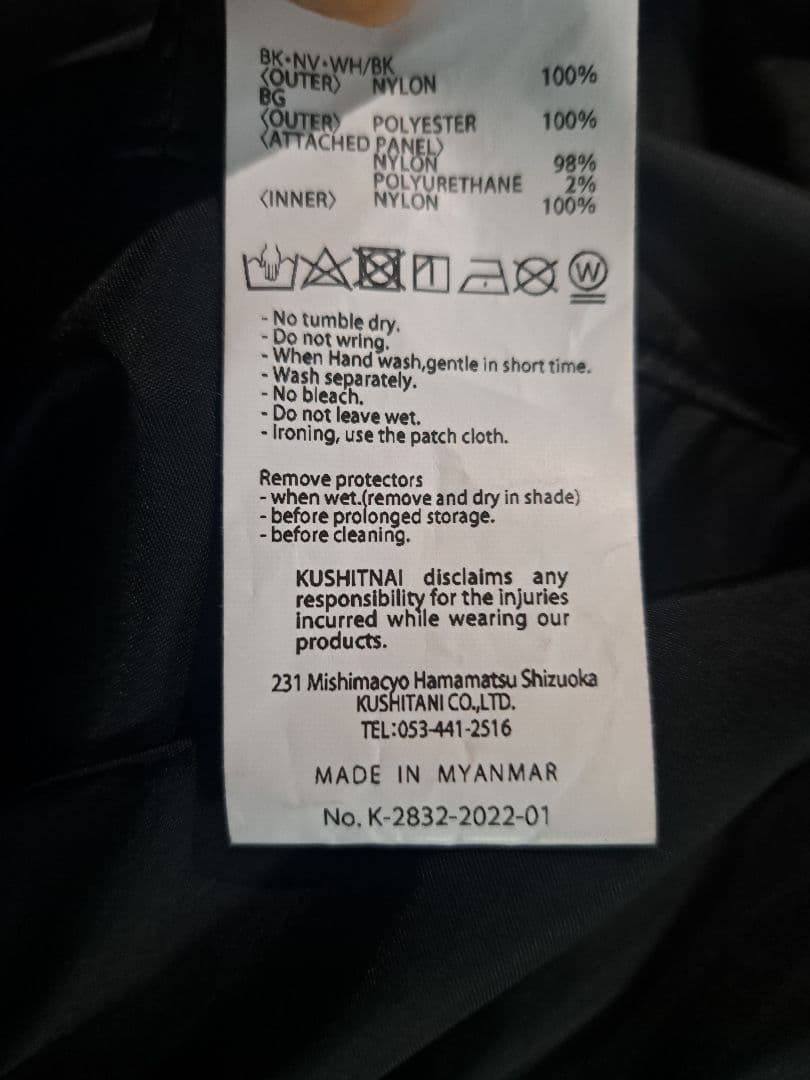 BK•NV•WH/BK
〈OUTER〉 NYLON 100%
BG
〈OUTER〉 POLYESTER 100%
〈ATTACHED PANEL〉
NYLON 98%
POLYURETHANE 2%
〈INNER〉 NYLON 100%
W
- No tumble dry.
- Do not wring.
- When Hand wash,gentle in short time.
- Wash separately.
- No bleach.
- Do not leave wet.
- Ironing, use the patch cloth.
Remove protectors
- when wet.(remove and dry in shade)
- before prolonged storage.
- before cleaning.
KUSHITNAI disclaims any
responsibility for the injuries
incurred while wearing our
products.
231 Mishimacyo Hamamatsu Shizuoka
KUSHITANI CO.,LTD.
TEL:053-441-2516
MADE IN MYANMAR
No. K-2832-2022-01